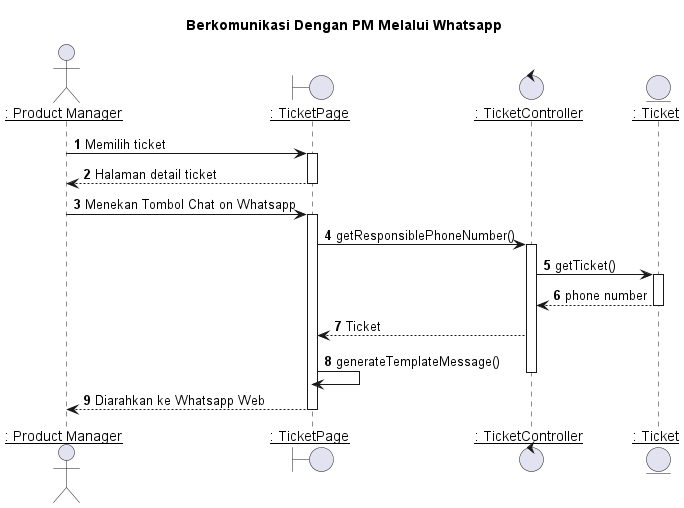 Berkomunikasi Dengan PM Melalui Whatsapp
: Product Manager : TicketPage : TicketController : Ticket
1 Memilih ticket
2 Halaman detail ticket
3 Menekan Tombol Chat on Whatsapp
4 getResponsiblePhoneNumber()
5 getTicket()
6 phone number
7 Ticket
8 generateTemplateMessage()
9 Diarahkan ke Whatsapp Web
: Product Manager : TicketPage : TicketController : Ticket